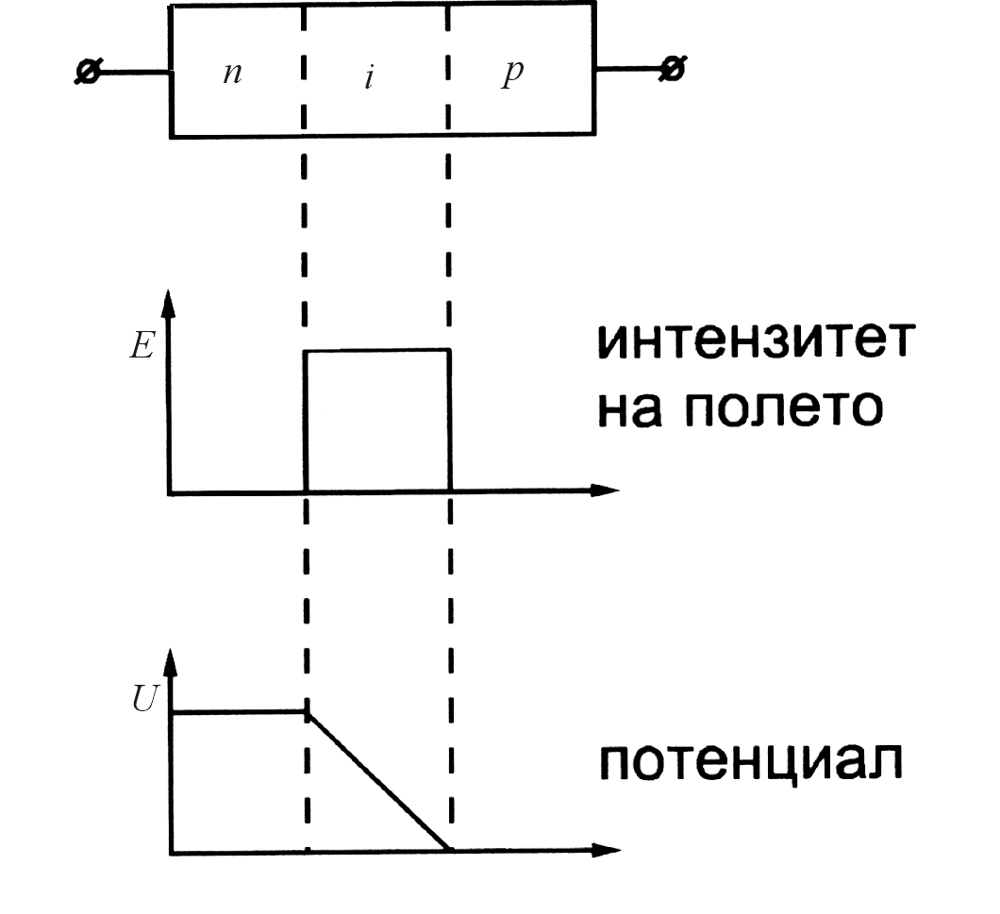 n i p
E
интензитет
на полето
U
потенциал